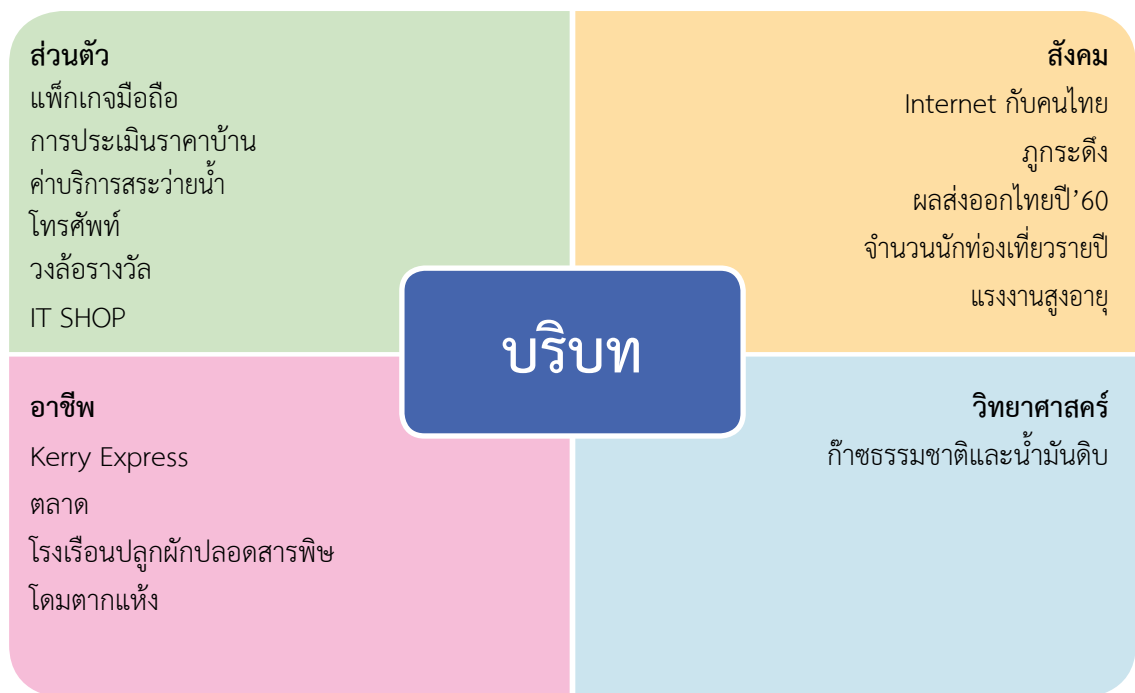 ส่วนตัว
แพ็กเกจมือถือ
การประเมินราคาบ้าน
ค่าบริการสระว่ายน้ำ
โทรศัพท์
วงล้อรางวัล
IT SHOP
สังคม
Internet กับคนไทย
ภูกระดึง
ผลส่งออกไทยปี’60
จำนวนนักท่องเที่ยวรายปี
แรงงานสูงอายุ
บริบท
อาชีพ
Kerry Express
ตลาด
โรงเรือนปลูกผักปลอดสารพิษ
โดมตากแห้ง
วิทยาศาสคร์
ก๊าซธรรมชาติและน้ำมันดิบ